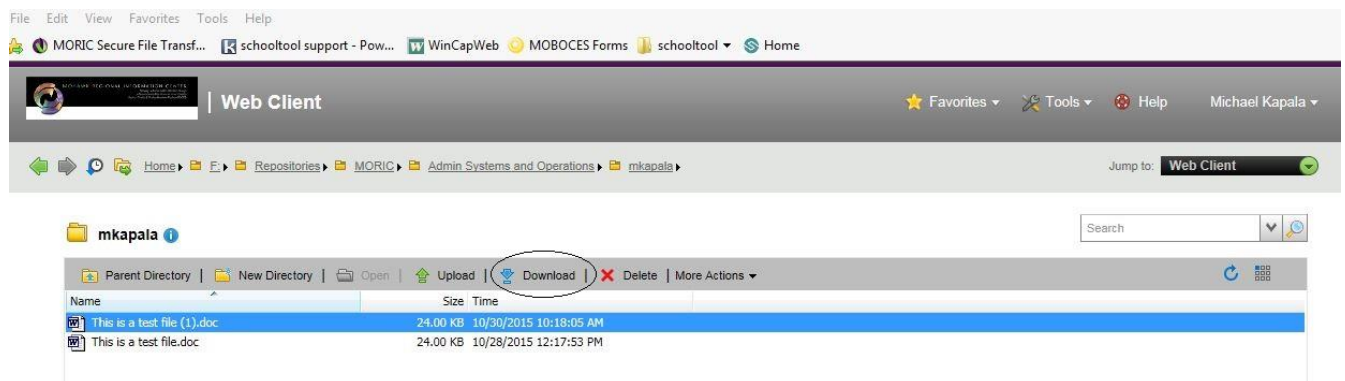 File Edit View Favorites Tools Help
MORIC Secure File Transf... schooltool support - Pow... WinCapWeb MOBOCES Forms schooltool Home
MOHAWK REGIONAL INFORMATION CENTER
Web Client Favorites Tools Help Michael Kapala
Home F: Repositories MORIC Admin Systems and Operations mkapala Jump to: Web Client
mkapala Search
Parent Directory | New Directory | Open | Upload | Download | Delete | More Actions
Name Size Time
This is a test file (1).doc 24.00 KB 10/30/2015 10:18:05 AM
This is a test file.doc 24.00 KB 10/28/2015 12:17:53 PM